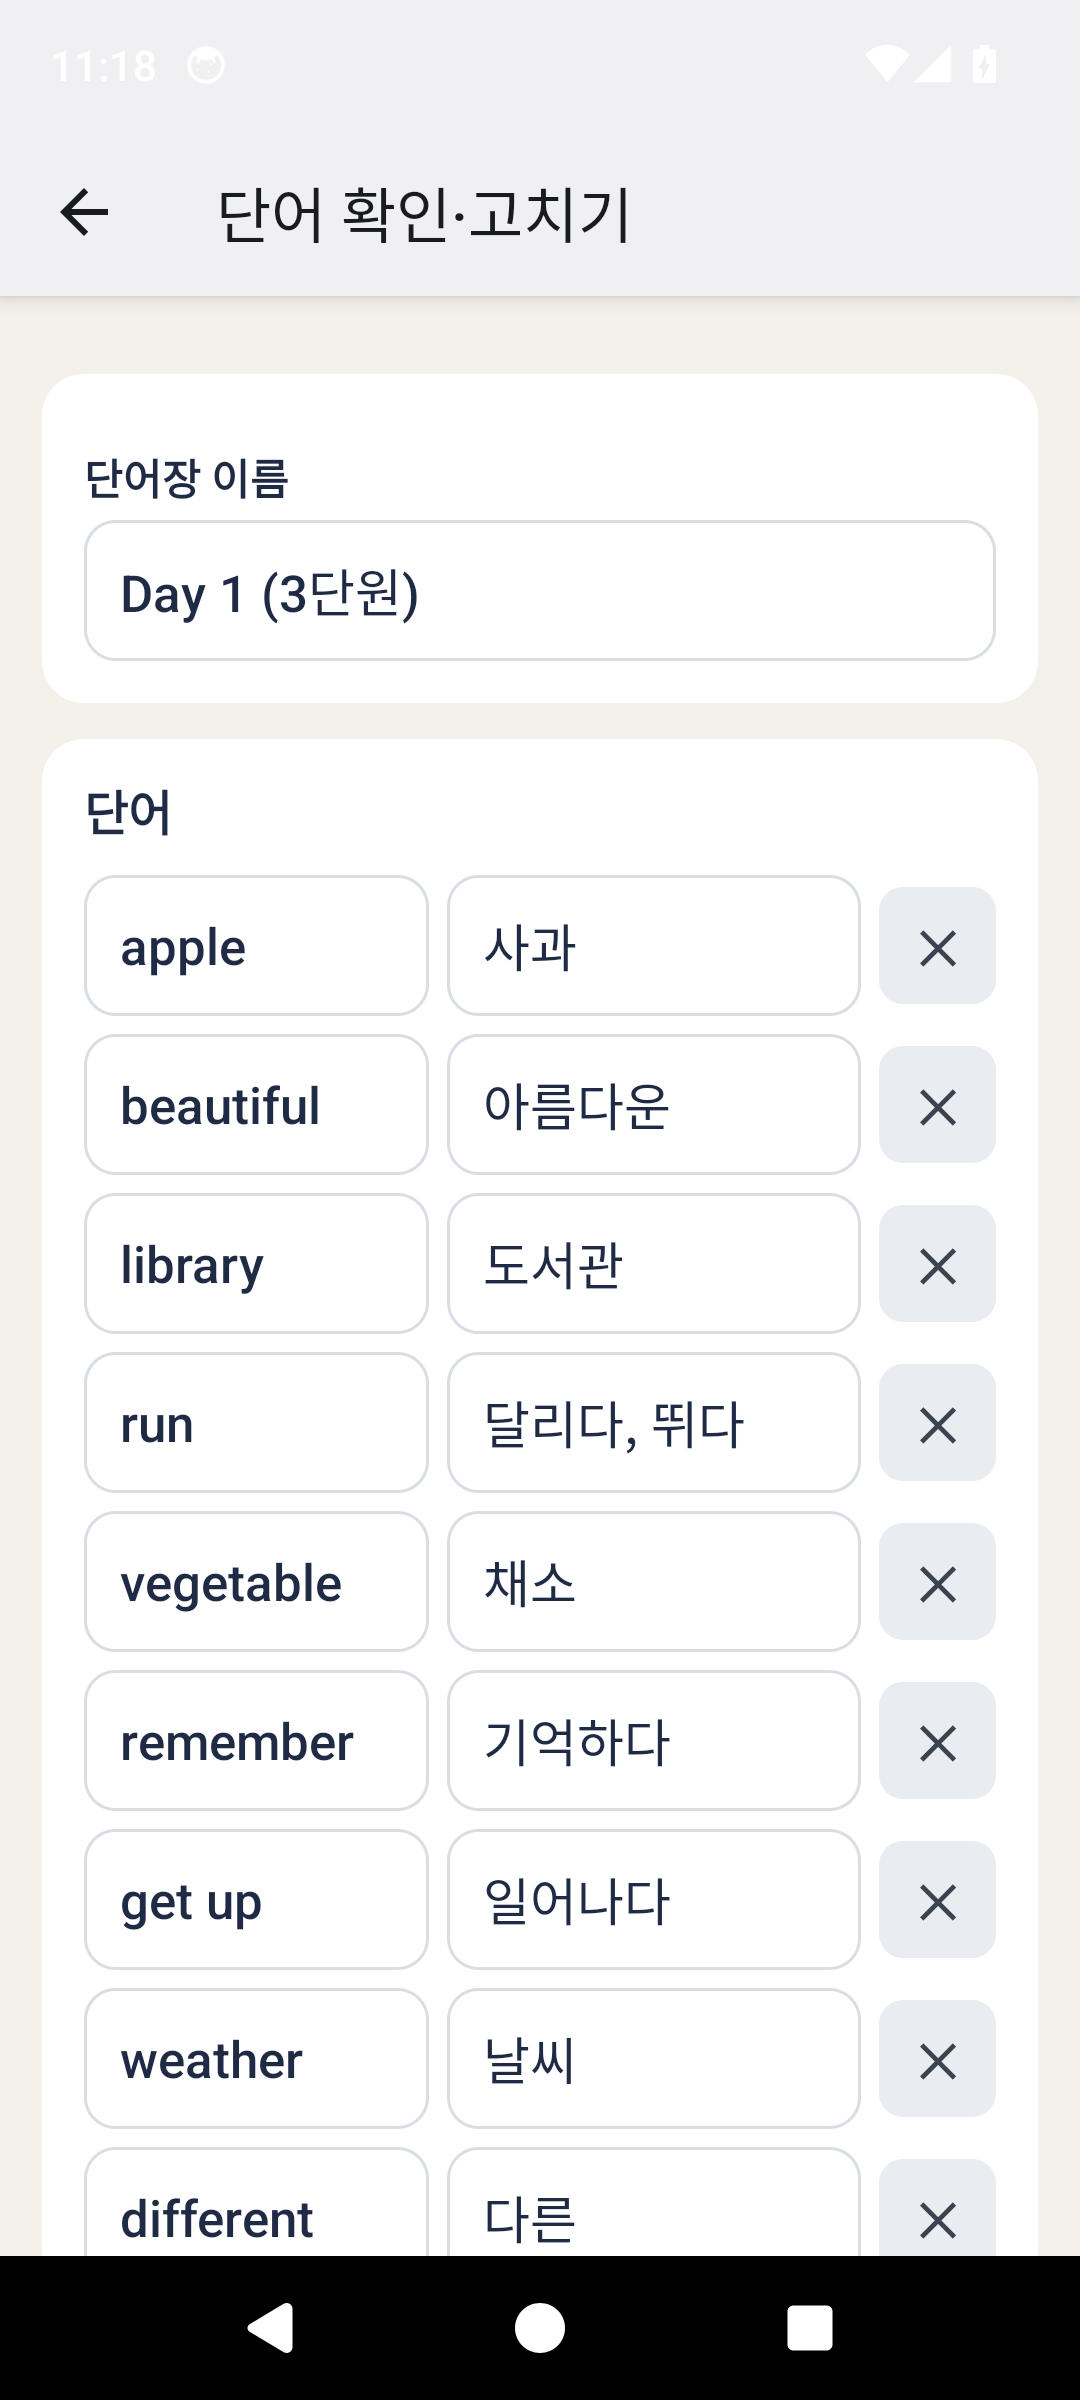 11:18
단어 확인·고치기
단어장 이름
Day 1 (3단원)
단어
apple 사과
beautiful 아름다운
library 도서관
run 달리다, 뛰다
vegetable 채소
remember 기억하다
get up 일어나다
weather 날씨
different 다른